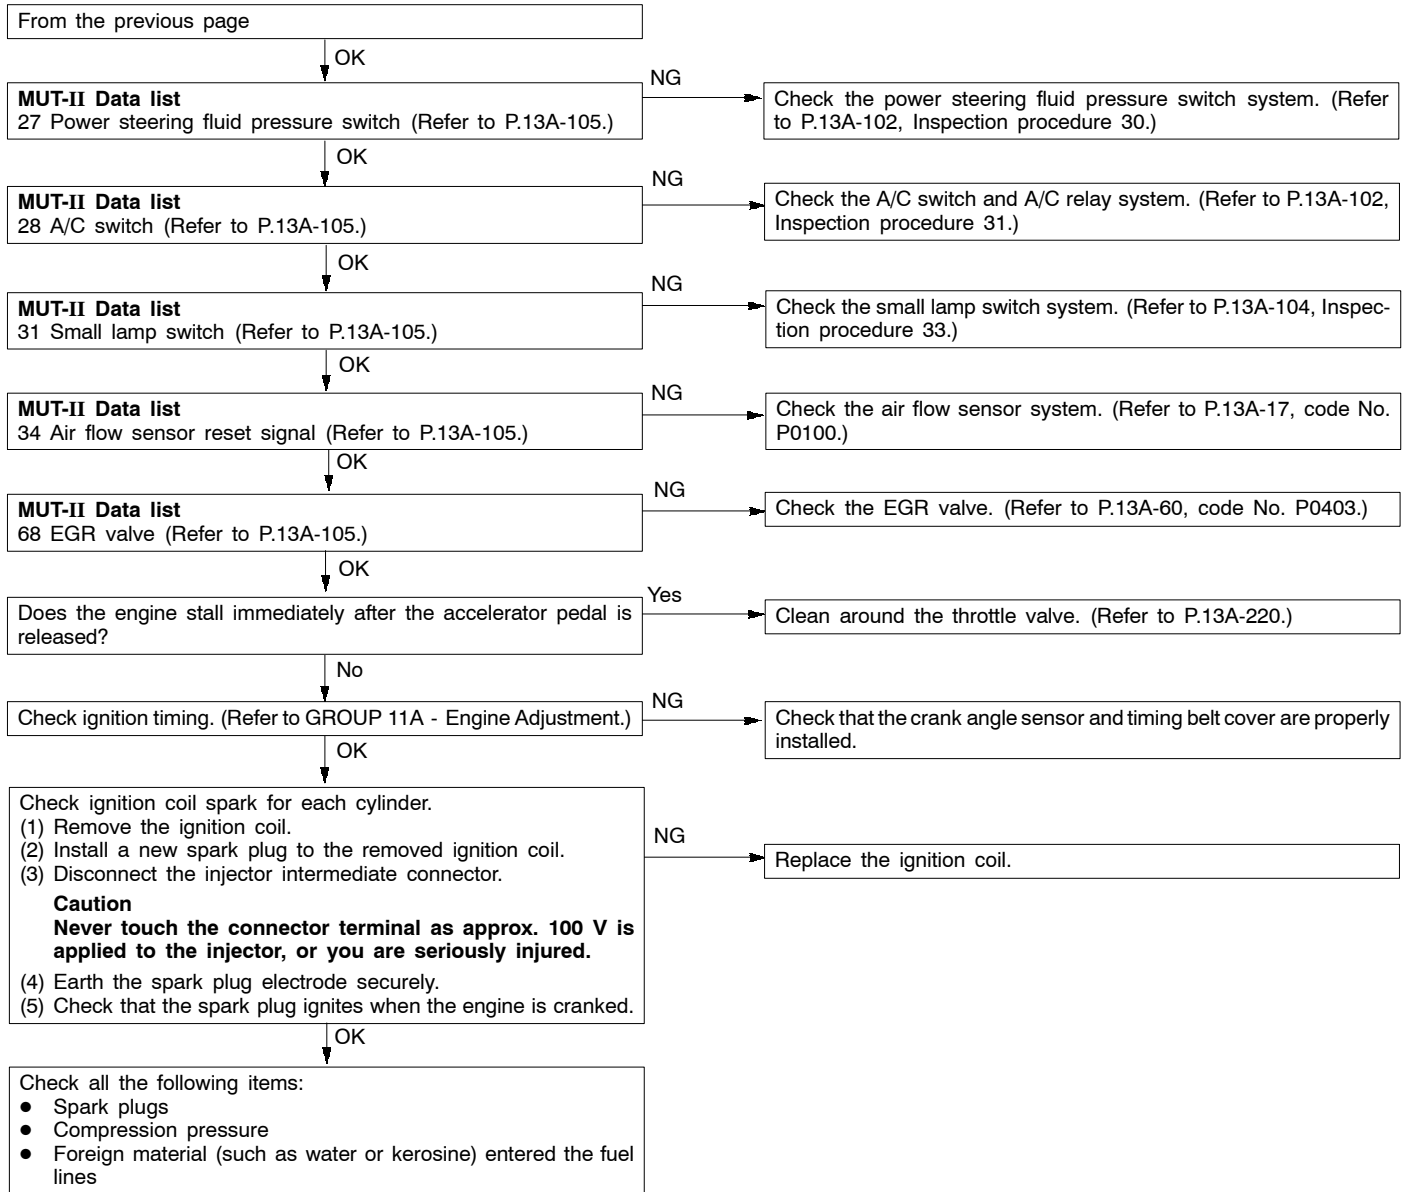 From the previous page
OK
MUT-II Data list
27 Power steering fluid pressure switch (Refer to P.13A-105.)
NG
Check the power steering fluid pressure switch system. (Refer
to P.13A-102, Inspection procedure 30.)
OK
MUT-II Data list
28 A/C switch (Refer to P.13A-105.)
NG
Check the A/C switch and A/C relay system. (Refer to P.13A-102,
Inspection procedure 31.)
OK
MUT-II Data list
31 Small lamp switch (Refer to P.13A-105.)
NG
Check the small lamp switch system. (Refer to P.13A-104, Inspec-
tion procedure 33.)
OK
MUT-II Data list
34 Air flow sensor reset signal (Refer to P.13A-105.)
NG
Check the air flow sensor system. (Refer to P.13A-17, code No.
P0100.)
OK
MUT-II Data list
68 EGR valve (Refer to P.13A-105.)
NG
Check the EGR valve. (Refer to P.13A-60, code No. P0403.)
OK
Does the engine stall immediately after the accelerator pedal is
released?
Yes
Clean around the throttle valve. (Refer to P.13A-220.)
No
Check ignition timing. (Refer to GROUP 11A - Engine Adjustment.)
NG
Check that the crank angle sensor and timing belt cover are properly
installed.
OK
Check ignition coil spark for each cylinder.
(1) Remove the ignition coil.
(2) Install a new spark plug to the removed ignition coil.
(3) Disconnect the injector intermediate connector.
Caution
Never touch the connector terminal as approx. 100 V is
applied to the injector, or you are seriously injured.
(4) Earth the spark plug electrode securely.
(5) Check that the spark plug ignites when the engine is cranked.
NG
Replace the ignition coil.
OK
Check all the following items:
● Spark plugs
● Compression pressure
● Foreign material (such as water or kerosine) entered the fuel
lines